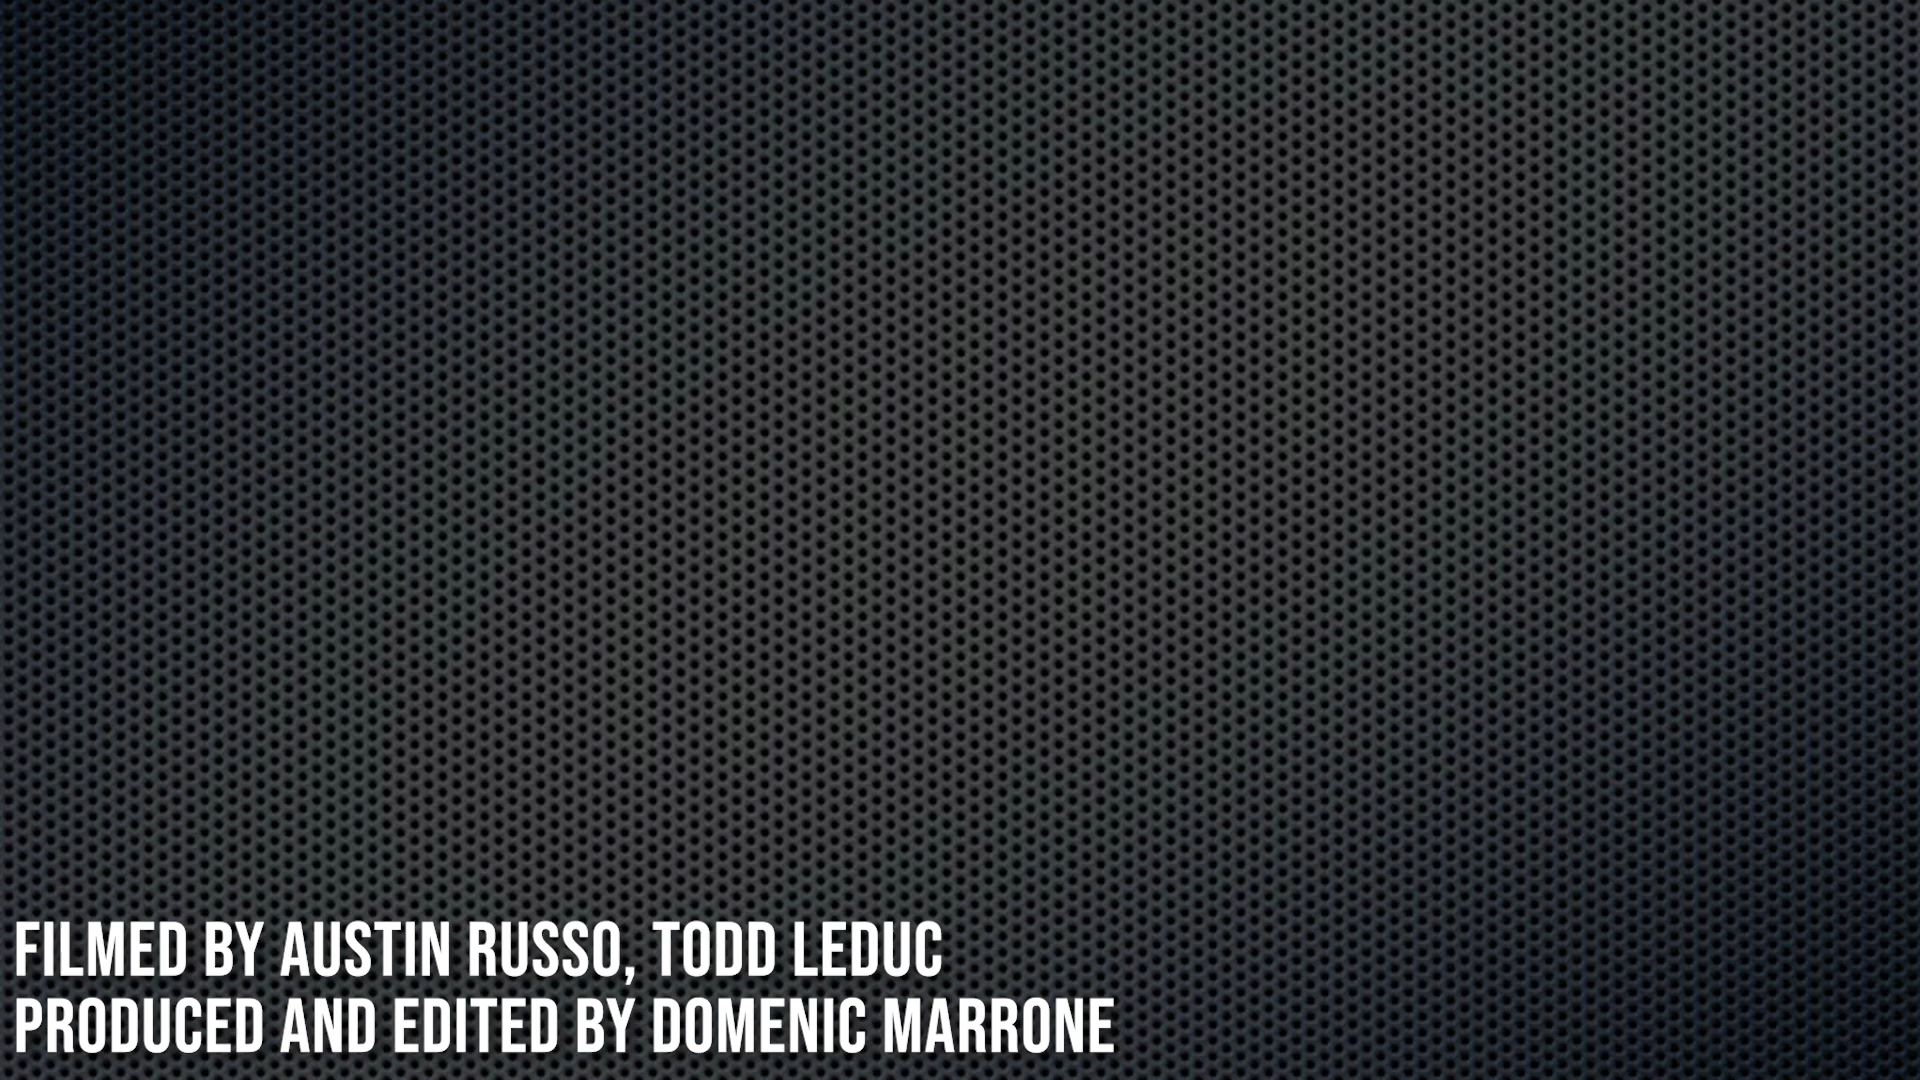 FILMED BY AUSTIN RUSSO, TODD LEDUC
PRODUCED AND EDITED BY DOMENIC MARRONE